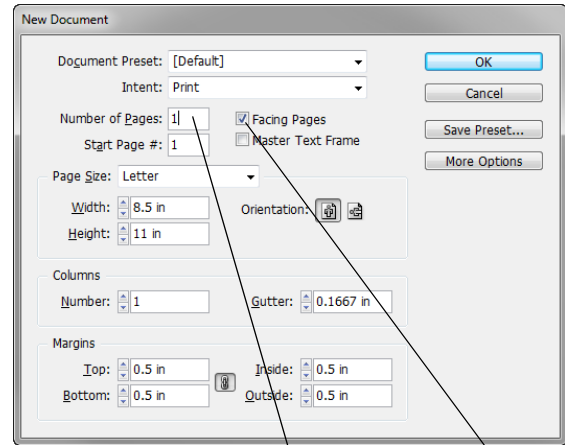 New Document
Document Preset: [Default]
OK
Intent: Print
Cancel
Number of Pages: 1 Facing Pages
Save Preset...
Start Page #: 1 Master Text Frame
More Options
Page Size: Letter
Width: 8.5 in Orientation:
Height: 11 in
Columns
Number: 1 Gutter: 0.1667 in
Margins
Top: 0.5 in Inside: 0.5 in
Bottom: 0.5 in Outside: 0.5 in